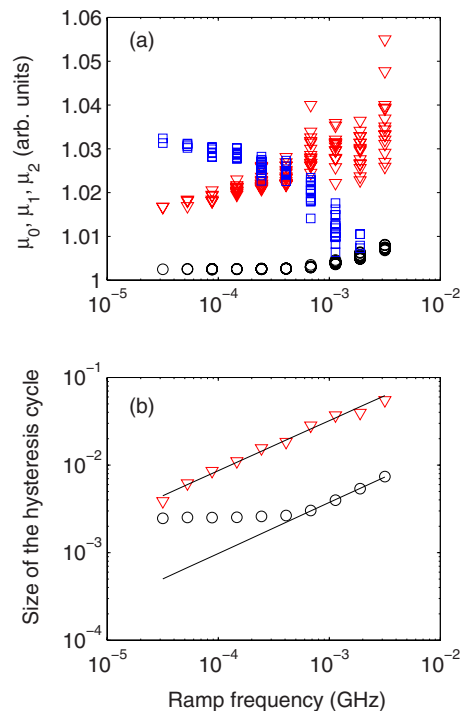 (a)
1.06
1.05
1.04
1.03
1.02
1.01
1
μ₀, μ₁, μ₂ (arb. units)
10⁻⁵ 10⁻⁴ 10⁻³ 10⁻²
(b)
10⁻¹
10⁻²
10⁻³
10⁻⁴
Size of the hysteresis cycle
10⁻⁵ 10⁻⁴ 10⁻³ 10⁻²
Ramp frequency (GHz)